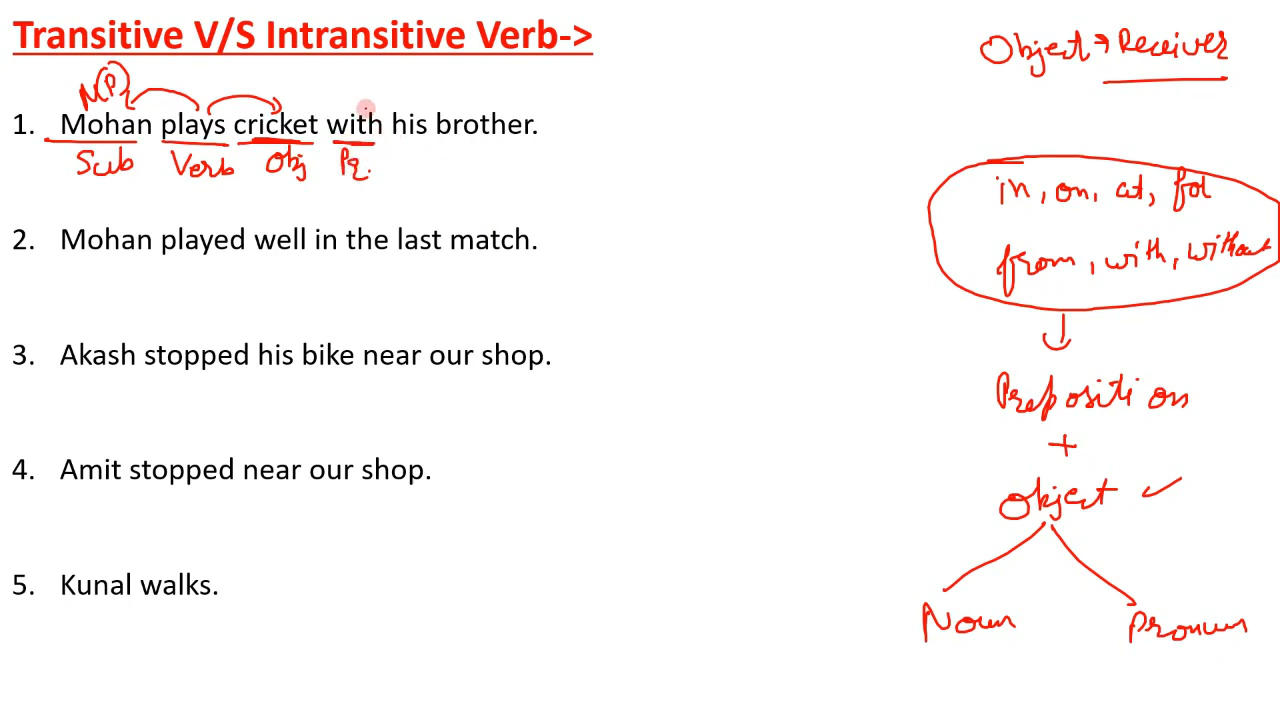 Transitive V/S Intransitive Verb->
Object → Receiver
N(P)
1. Mohan plays cricket with his brother.
Sub Verb Obj Pr.
in, on, at, for
2. Mohan played well in the last match.
from, with, without
3. Akash stopped his bike near our shop.
Preposition
+
4. Amit stopped near our shop.
Object ✓
5. Kunal walks.
Noun Pronoun